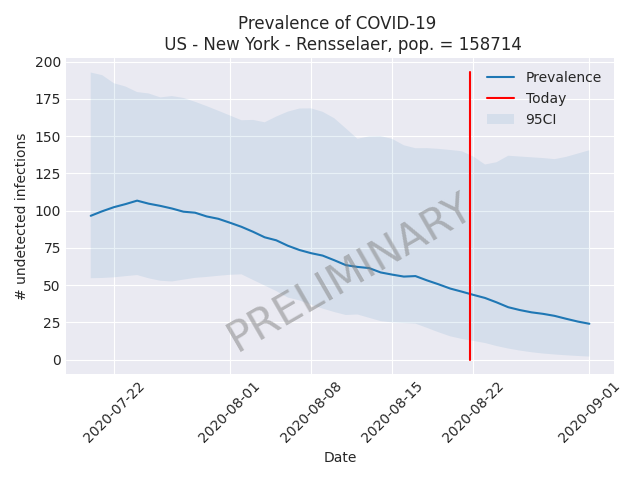 Prevalence of COVID-19
US - New York - Rensselaer, pop. = 158714
200
175
150
125
100
75
50
25
0
# undetected infections
Prevalence
Today
95CI
PRELIMINARY
2020-07-22
2020-08-01
2020-08-08
2020-08-15
2020-08-22
2020-09-01
Date